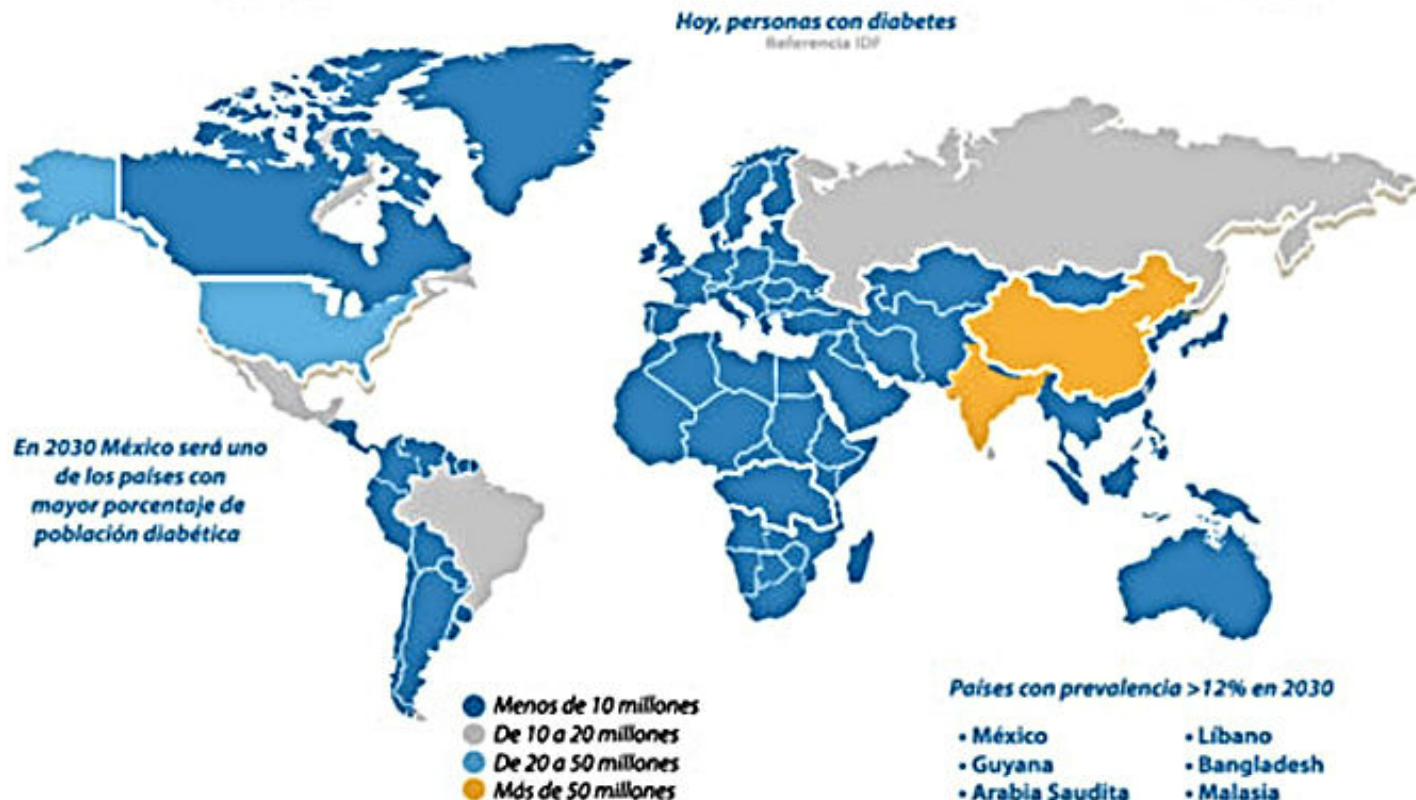 Hoy, personas con diabetes
Referencia IDF
En 2030 México será uno
de los países con
mayor porcentaje de
población diabética
Menos de 10 millones
De 10 a 20 millones
De 20 a 50 millones
Más de 50 millones
Países con prevalencia >12% en 2030
• México
• Guyana
• Arabia Saudita
• Líbano
• Bangladesh
• Malasia